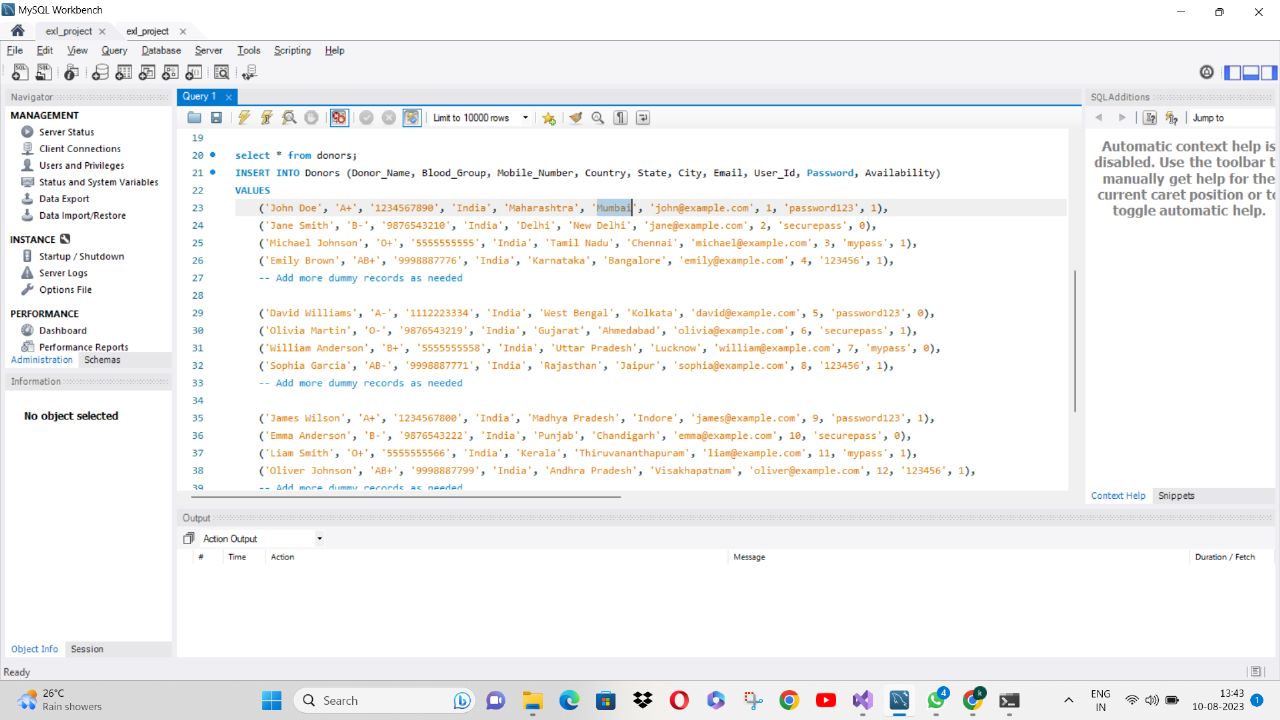 MySQL Workbench
exl_project
exl_project
File Edit View Query Database Server Tools Scripting Help
Navigator
MANAGEMENT
Server Status
Client Connections
Users and Privileges
Status and System Variables
Data Export
Data Import/Restore
INSTANCE
Startup / Shutdown
Server Logs
Options File
PERFORMANCE
Dashboard
Performance Reports
Administration Schemas
Information
No object selected
Object Info Session
Query 1
Limit to 10000 rows
19
20 select * from donors;
21 INSERT INTO Donors (Donor_Name, Blood_Group, Mobile_Number, Country, State, City, Email, User_Id, Password, Availability)
22 VALUES
23 ('John Doe', 'A+', '1234567890', 'India', 'Maharashtra', 'Mumbai', 'john@example.com', 1, 'password123', 1),
24 ('Jane Smith', 'B-', '9876543210', 'India', 'Delhi', 'New Delhi', 'jane@example.com', 2, 'securepass', 0),
25 ('Michael Johnson', 'O+', '5555555555', 'India', 'Tamil Nadu', 'Chennai', 'michael@example.com', 3, 'mypass', 1),
26 ('Emily Brown', 'AB+', '9998887776', 'India', 'Karnataka', 'Bangalore', 'emily@example.com', 4, '123456', 1),
27 -- Add more dummy records as needed
28
29 ('David Williams', 'A-', '1112223334', 'India', 'West Bengal', 'Kolkata', 'david@example.com', 5, 'password123', 0),
30 ('Olivia Martin', 'O-', '9876543219', 'India', 'Gujarat', 'Ahmedabad', 'olivia@example.com', 6, 'securepass', 1),
31 ('William Anderson', 'B+', '5555555558', 'India', 'Uttar Pradesh', 'Lucknow', 'william@example.com', 7, 'mypass', 0),
32 ('Sophia Garcia', 'AB-', '9998887771', 'India', 'Rajasthan', 'Jaipur', 'sophia@example.com', 8, '123456', 1),
33 -- Add more dummy records as needed
34
35 ('James Wilson', 'A+', '1234567800', 'India', 'Madhya Pradesh', 'Indore', 'james@example.com', 9, 'password123', 1),
36 ('Emma Anderson', 'B-', '9876543222', 'India', 'Punjab', 'Chandigarh', 'emma@example.com', 10, 'securepass', 0),
37 ('Liam Smith', 'O+', '5555555566', 'India', 'Kerala', 'Thiruvananthapuram', 'liam@example.com', 11, 'mypass', 1),
38 ('Oliver Johnson', 'AB+', '9998887799', 'India', 'Andhra Pradesh', 'Visakhapatnam', 'oliver@example.com', 12, '123456', 1),
39 -- Add more dummy records as needed
Output
Action Output
# Time Action Message Duration / Fetch
SQLAdditions
Jump to
Automatic context help is
disabled. Use the toolbar t
manually get help for the
current caret position or to
toggle automatic help.
Context Help Snippets
Ready
26°C
Rain showers
Search
4
R
ENG
IN
13:43
10-08-2023
1